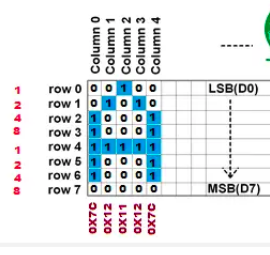 Column 0
Column 1
Column 2
Column 3
Column 4
1 row 0 0 0 1 0 0 LSB(D0)
2 row 1 0 1 0 1 0
4 row 2 1 0 0 0 1
8 row 3 1 0 0 0 1
1 row 4 1 1 1 1 1
2 row 5 1 0 0 0 1
4 row 6 1 0 0 0 1
8 row 7 0 0 0 0 0 MSB(D7)
0X7C
0X12
0X11
0X12
0X7C